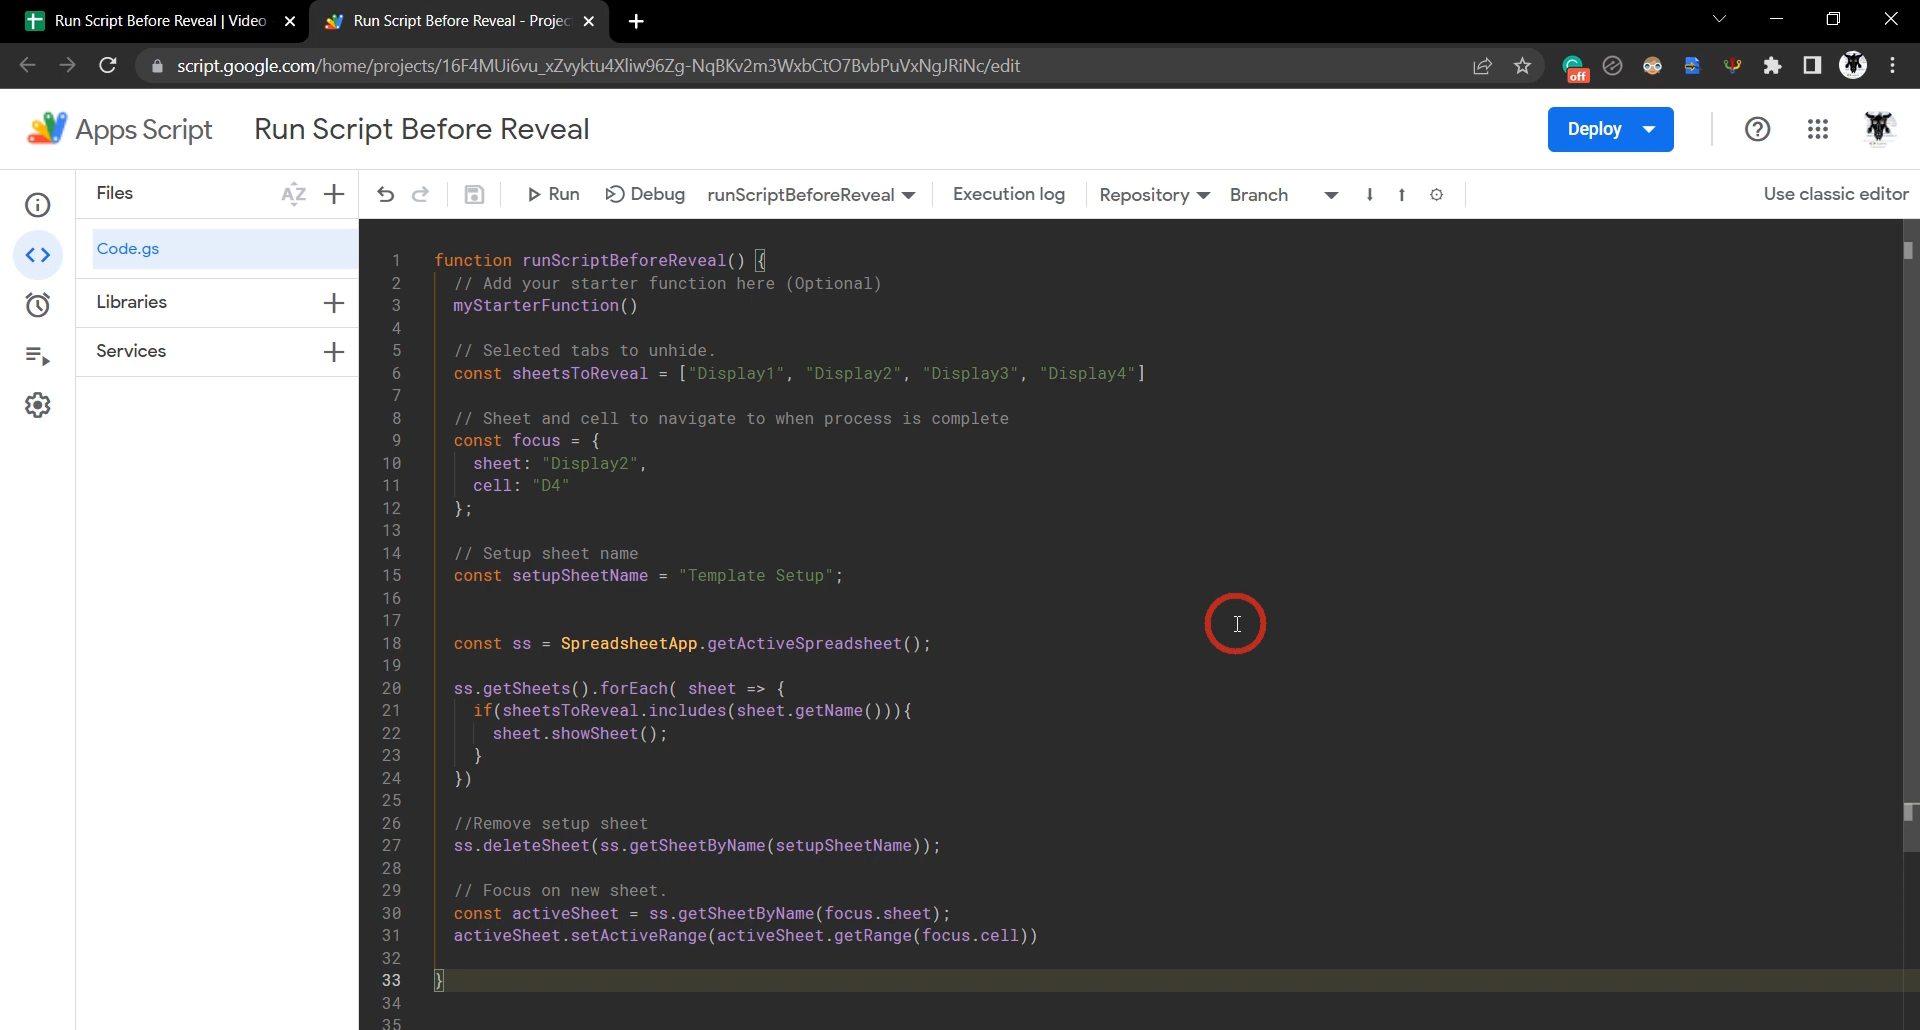 Run Script Before Reveal | Video
Run Script Before Reveal - Projec
script.google.com/home/projects/16F4MUi6vu_xZvyktu4Xliw96Zg-NqBKv2m3WxbCtO7BvbPuVxNgJRiNc/edit
off
Apps Script
Run Script Before Reveal
Deploy
Files
AZ
Run
Debug
runScriptBeforeReveal
Execution log
Repository
Branch
Use classic editor
Code.gs
Libraries
Services
1 function runScriptBeforeReveal() {
2 // Add your starter function here (Optional)
3 myStarterFunction()
4
5 // Selected tabs to unhide.
6 const sheetsToReveal = ["Display1", "Display2", "Display3", "Display4"]
7
8 // Sheet and cell to navigate to when process is complete
9 const focus = {
10 sheet: "Display2",
11 cell: "D4"
12 };
13
14 // Setup sheet name
15 const setupSheetName = "Template Setup";
16
17
18 const ss = SpreadsheetApp.getActiveSpreadsheet();
19
20 ss.getSheets().forEach( sheet => {
21 if(sheetsToReveal.includes(sheet.getName())){
22 sheet.showSheet();
23 }
24 })
25
26 //Remove setup sheet
27 ss.deleteSheet(ss.getSheetByName(setupSheetName));
28
29 // Focus on new sheet.
30 const activeSheet = ss.getSheetByName(focus.sheet);
31 activeSheet.setActiveRange(activeSheet.getRange(focus.cell))
32
33 }
34
35